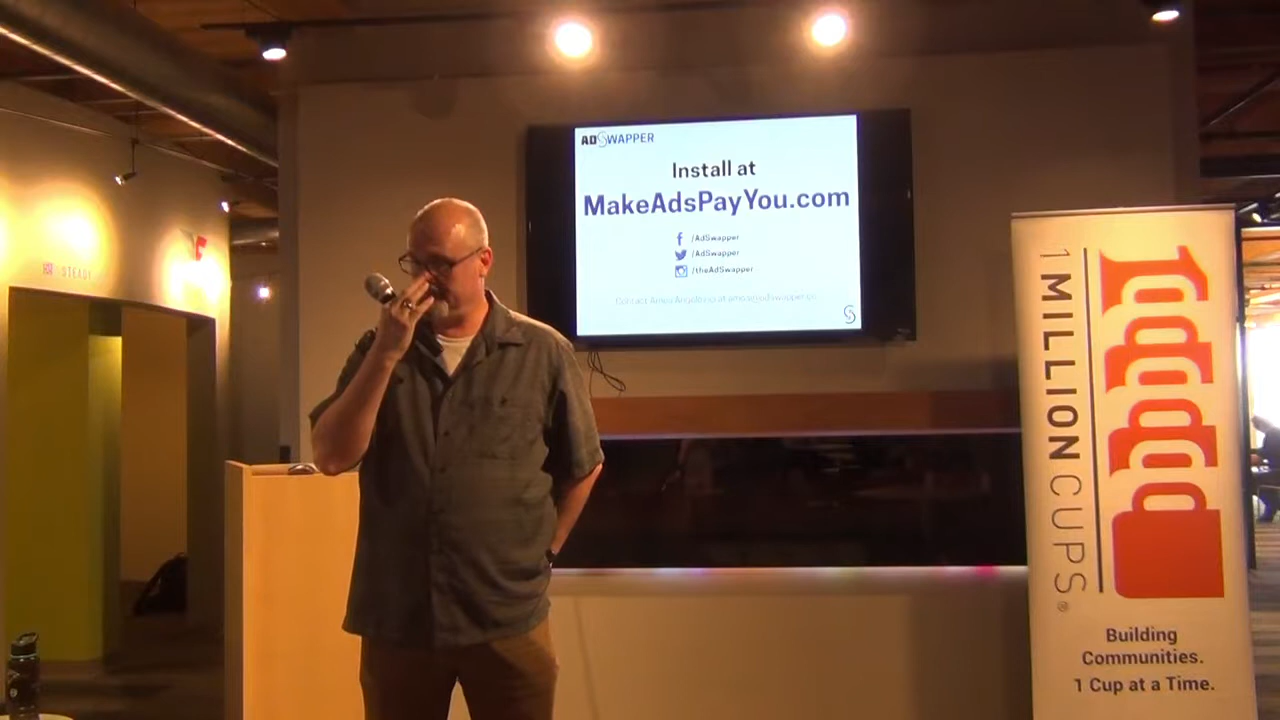 ADSWAPPER
Install at
MakeAdsPayYou.com
/AdSwapper
/AdSwapper
/theAdSwapper
1 MILLION CUPS®
Building
Communities.
1 Cup at a Time.